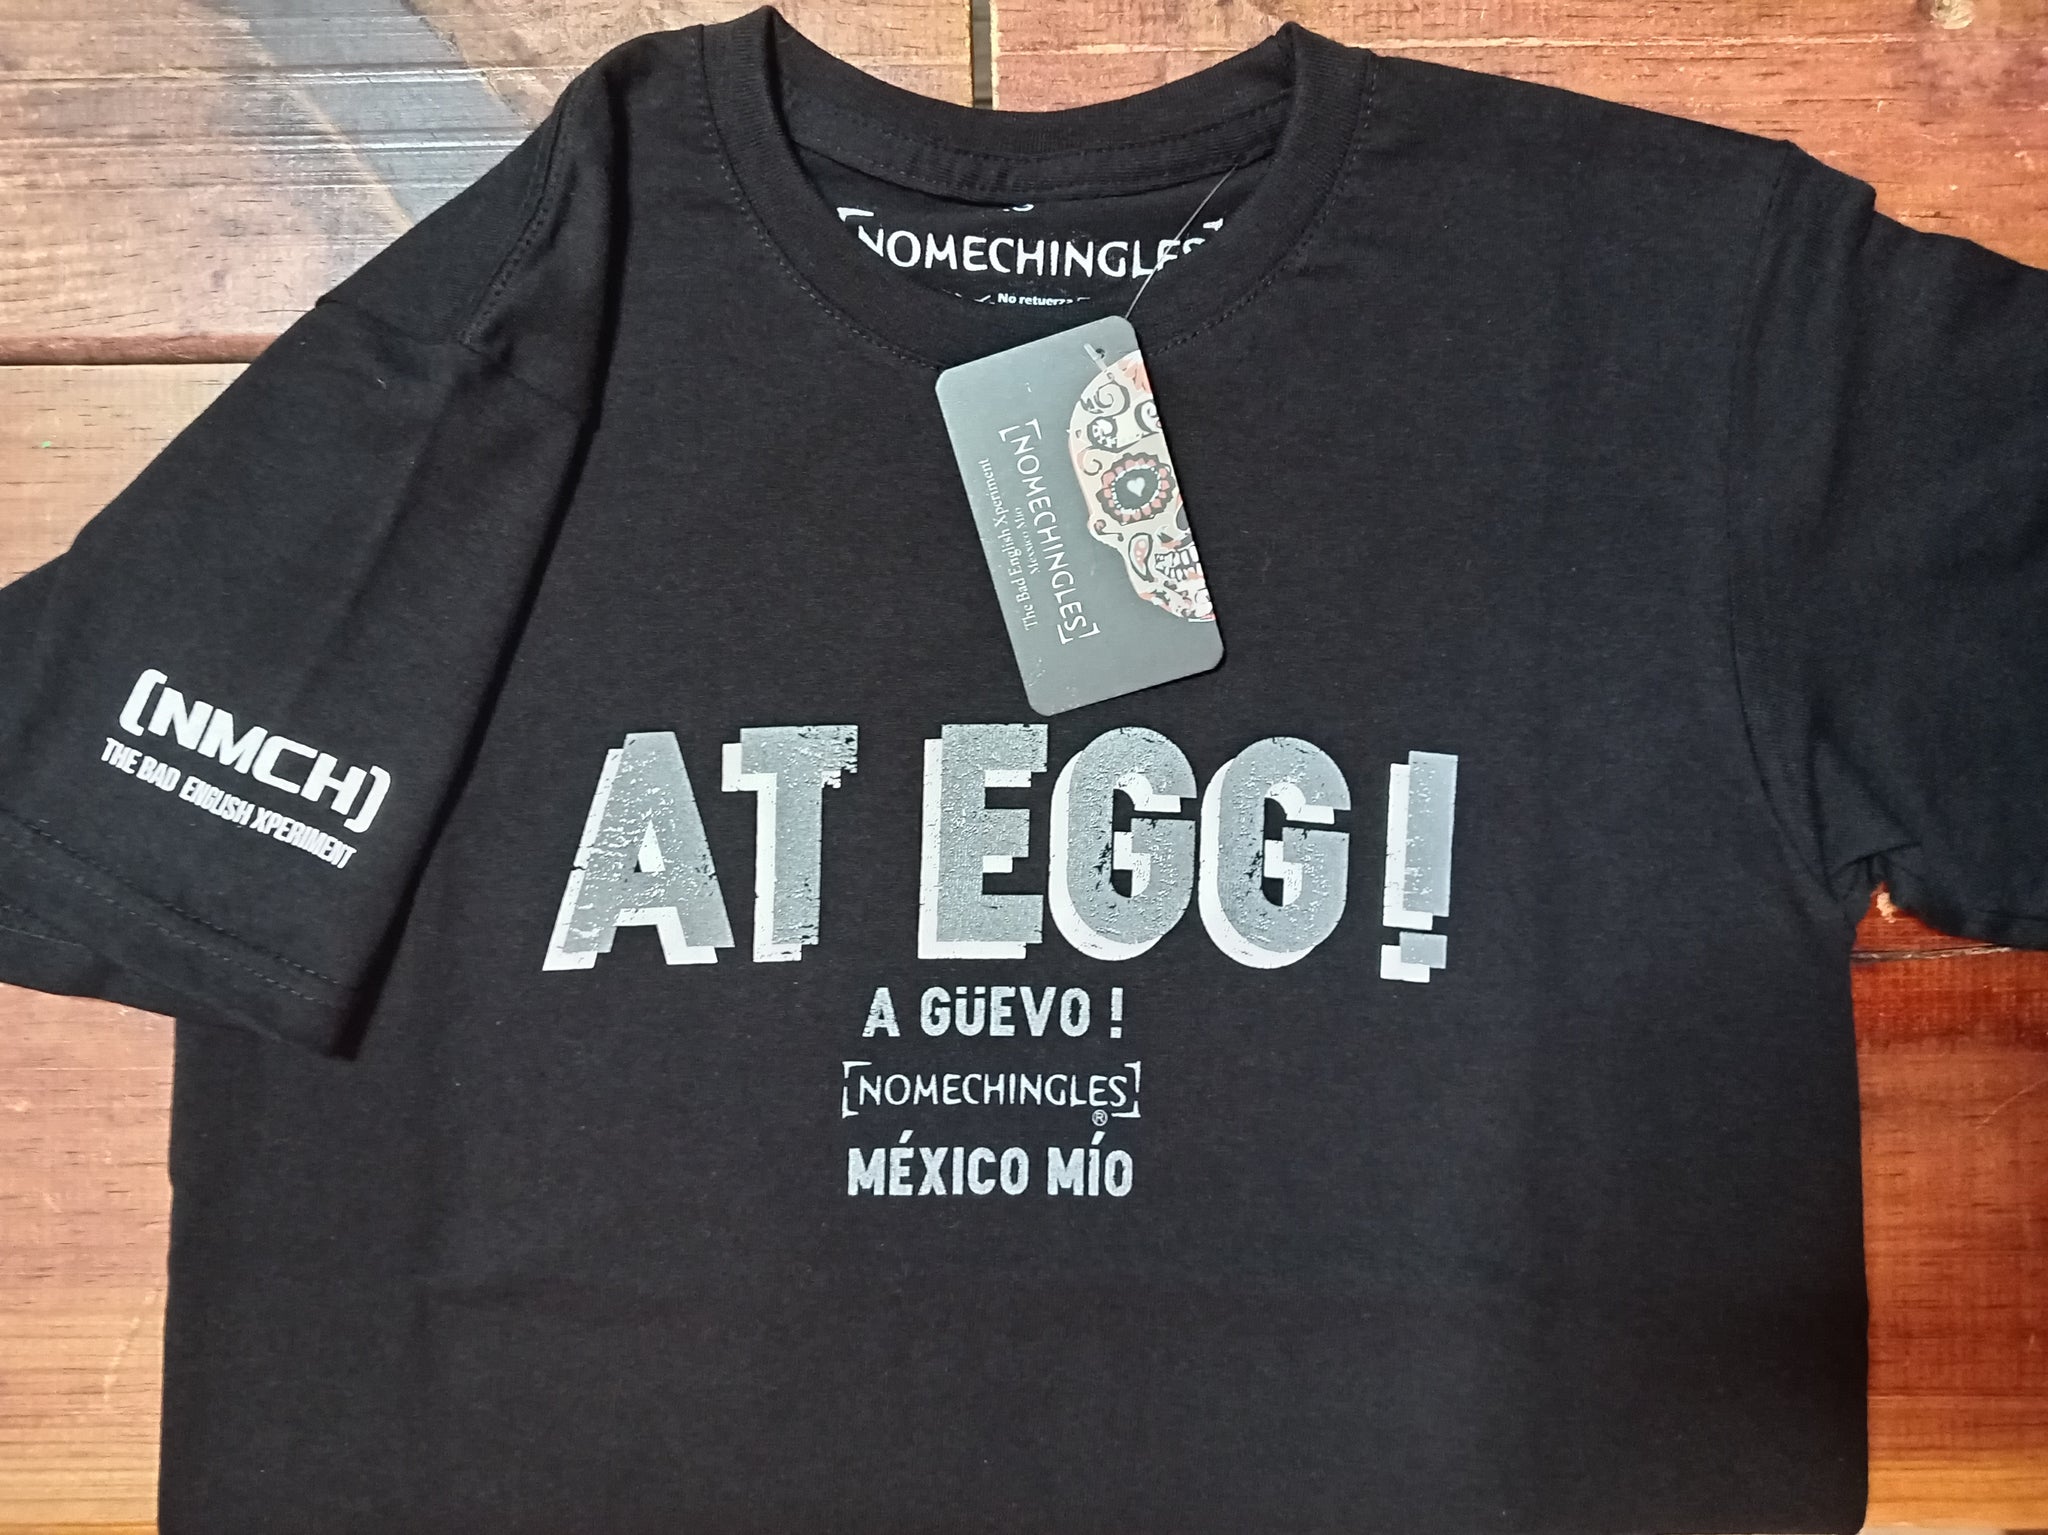 [NOMECHINGLES]
No retuerza
[NOMECHINGLES]
México Mío
The Bad English Xperiment
[NMCH]
THE BAD ENGLISH XPERIMENT
AT EGG!
A GÜEVO !
[NOMECHINGLES]
®
MÉXICO MÍO